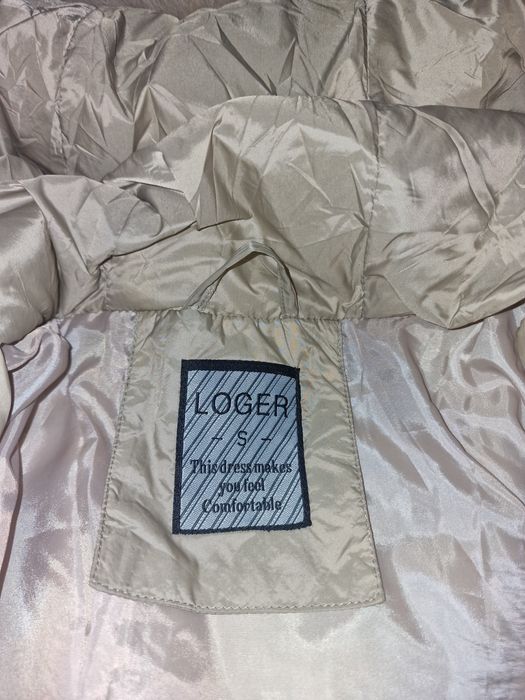 LOGER
- S -
This dress makes
you feel
Comfortable